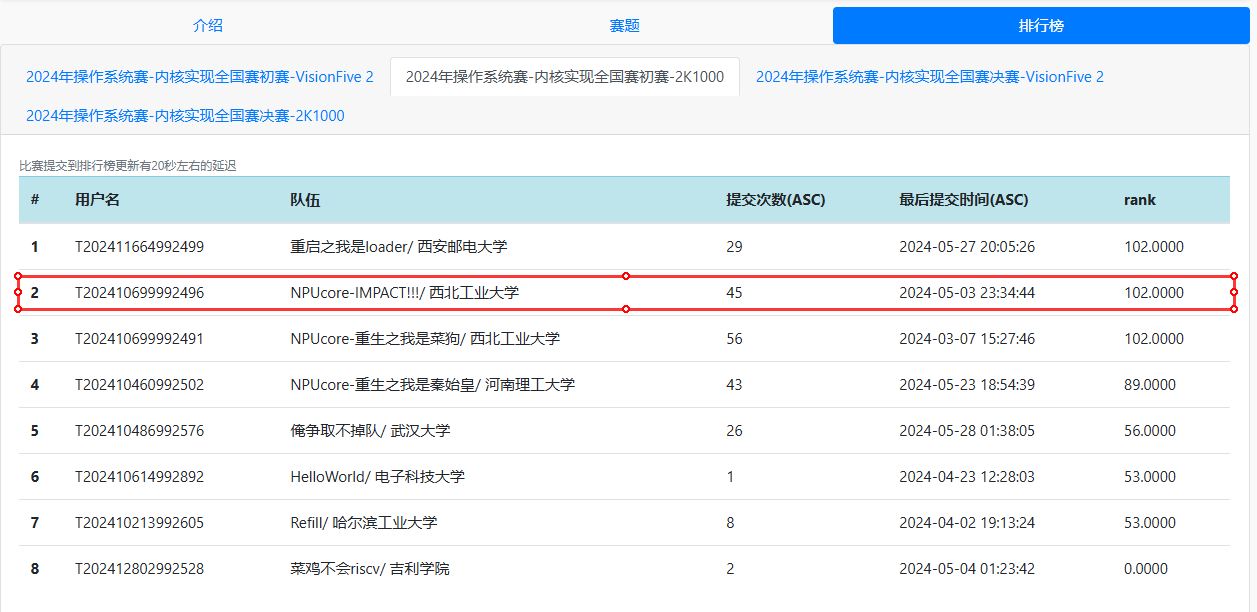 介绍 赛题 排行榜
2024年操作系统赛-内核实现全国赛初赛-VisionFive 2 2024年操作系统赛-内核实现全国赛初赛-2K1000 2024年操作系统赛-内核实现全国赛决赛-VisionFive 2
2024年操作系统赛-内核实现全国赛决赛-2K1000
比赛提交到排行榜更新有20秒左右的延迟
# 用户名 队伍 提交次数(ASC) 最后提交时间(ASC) rank
1 T202411664992499 重启之我是loader/ 西安邮电大学 29 2024-05-27 20:05:26 102.0000
2 T202410699992496 NPUcore-IMPACT!!!/ 西北工业大学 45 2024-05-03 23:34:44 102.0000
3 T202410699992491 NPUcore-重生之我是菜狗/ 西北工业大学 56 2024-03-07 15:27:46 102.0000
4 T202410460992502 NPUcore-重生之我是秦始皇/ 河南理工大学 43 2024-05-23 18:54:39 89.0000
5 T202410486992576 俺争取不掉队/ 武汉大学 26 2024-05-28 01:38:05 56.0000
6 T202410614992892 HelloWorld/ 电子科技大学 1 2024-04-23 12:28:03 53.0000
7 T202410213992605 Refill/ 哈尔滨工业大学 8 2024-04-02 19:13:24 53.0000
8 T202412802992528 菜鸡不会riscv/ 吉利学院 2 2024-05-04 01:23:42 0.0000